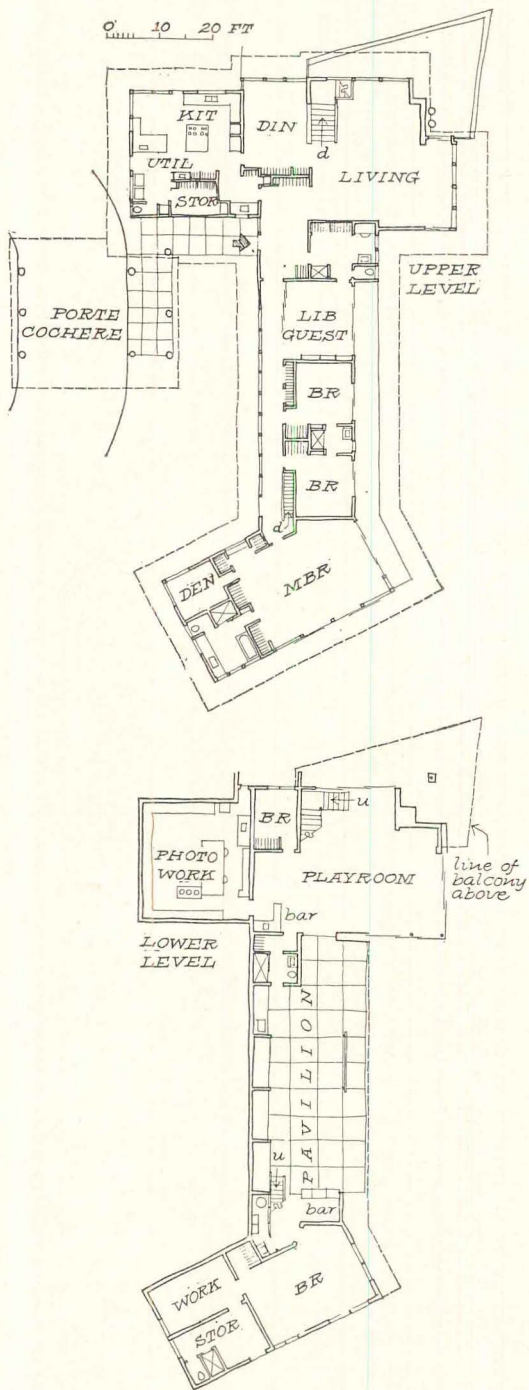 0 10 20 FT
KIT
DIN
UTIL
d
LIVING
STOR
UPPER
LEVEL
PORTE
COCHERE
LIB
GUEST
BR
BR
d
DEN
MBR
BR
u
PHOTO
WORK
PLAYROOM
line of
balcony
above
bar
LOWER
LEVEL
PAVILION
u
bar
WORK
BR
STOR